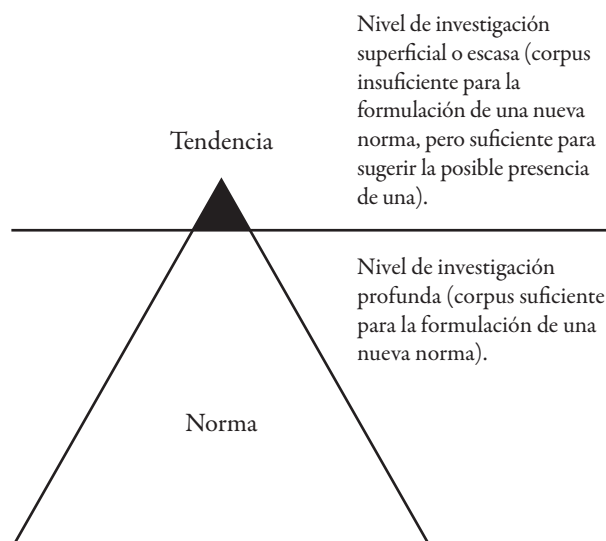 Nivel de investigación
superficial o escasa (corpus
insuficiente para la
formulación de una nueva
norma, pero suficiente para
sugerir la posible presencia
de una).
Tendencia
Nivel de investigación
profunda (corpus suficiente
para la formulación de una
nueva norma).
Norma